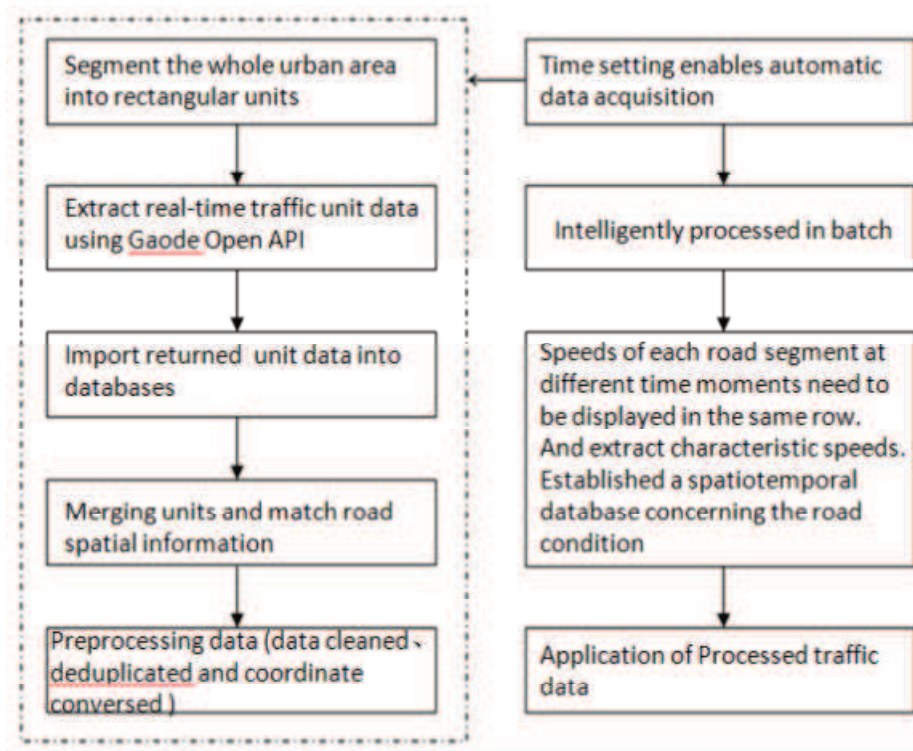 Segment the whole urban area
into rectangular units
Extract real-time traffic unit data
using Gaode Open API
Import returned unit data into
databases
Merging units and match road
spatial information
Preprocessing data (data cleaned、
deduplicated and coordinate
conversed )
Time setting enables automatic
data acquisition
Intelligently processed in batch
Speeds of each road segment at
different time moments need to
be displayed in the same row.
And extract characteristic speeds.
Established a spatiotemporal
database concerning the road
condition
Application of Processed traffic
data